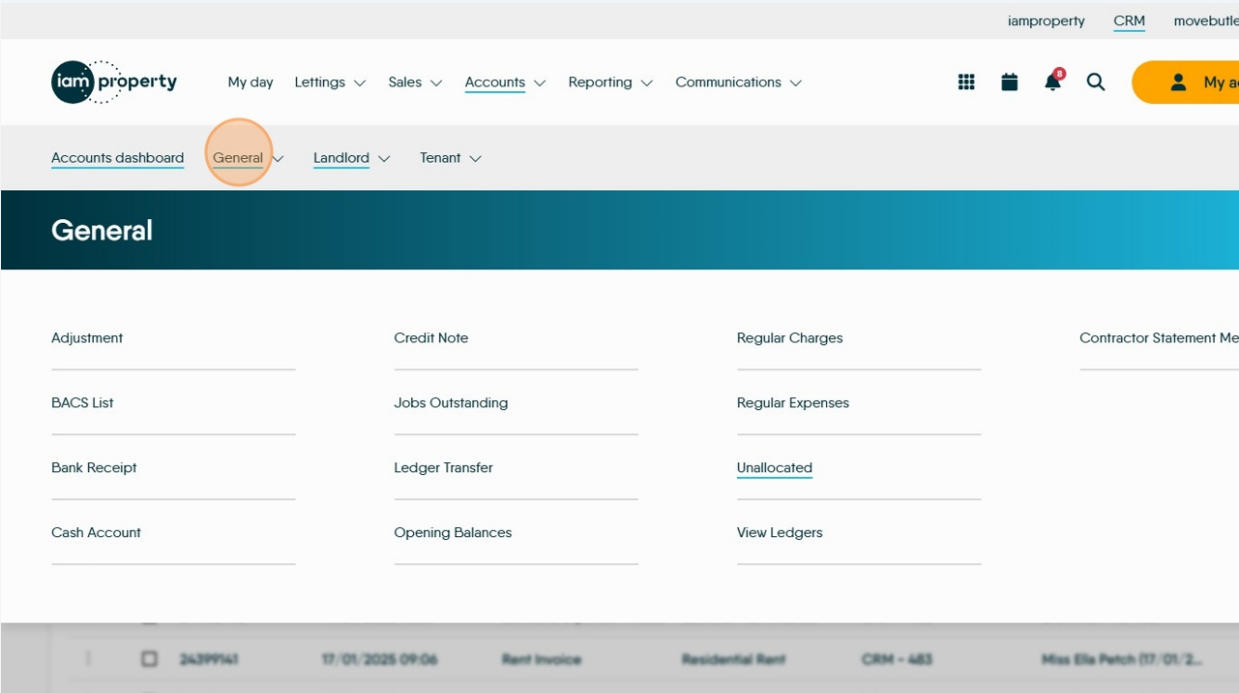 iamproperty CRM movebutle
iam property My day Lettings Sales Accounts Reporting Communications 8 My a
Accounts dashboard General Landlord Tenant
General
Adjustment Credit Note Regular Charges Contractor Statement Me
BACS List Jobs Outstanding Regular Expenses
Bank Receipt Ledger Transfer Unallocated
Cash Account Opening Balances View Ledgers
24399141 17/01/2025 09:06 Rent Invoice Residential Rent CRM - 483 Miss Ella Petch (17/01/2...